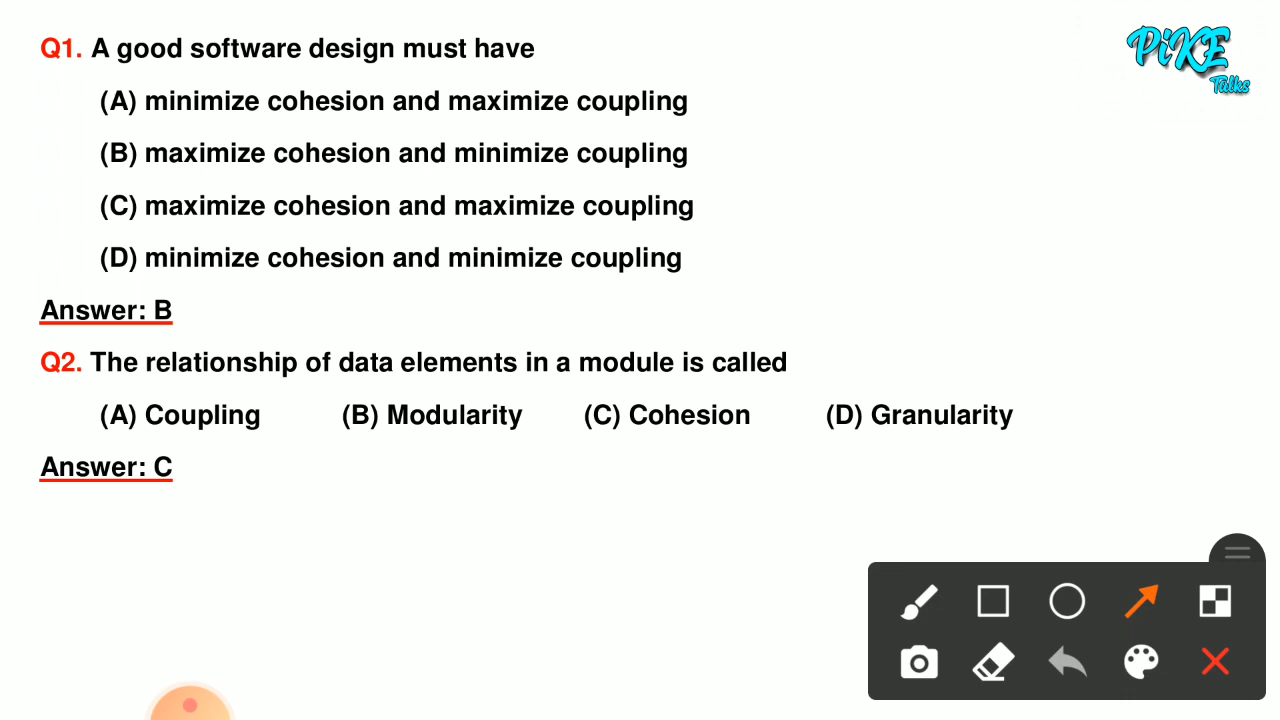 Q1. A good software design must have
(A) minimize cohesion and maximize coupling
(B) maximize cohesion and minimize coupling
(C) maximize cohesion and maximize coupling
(D) minimize cohesion and minimize coupling
Answer: B
Q2. The relationship of data elements in a module is called
(A) Coupling (B) Modularity (C) Cohesion (D) Granularity
Answer: C
PiKE
Talks